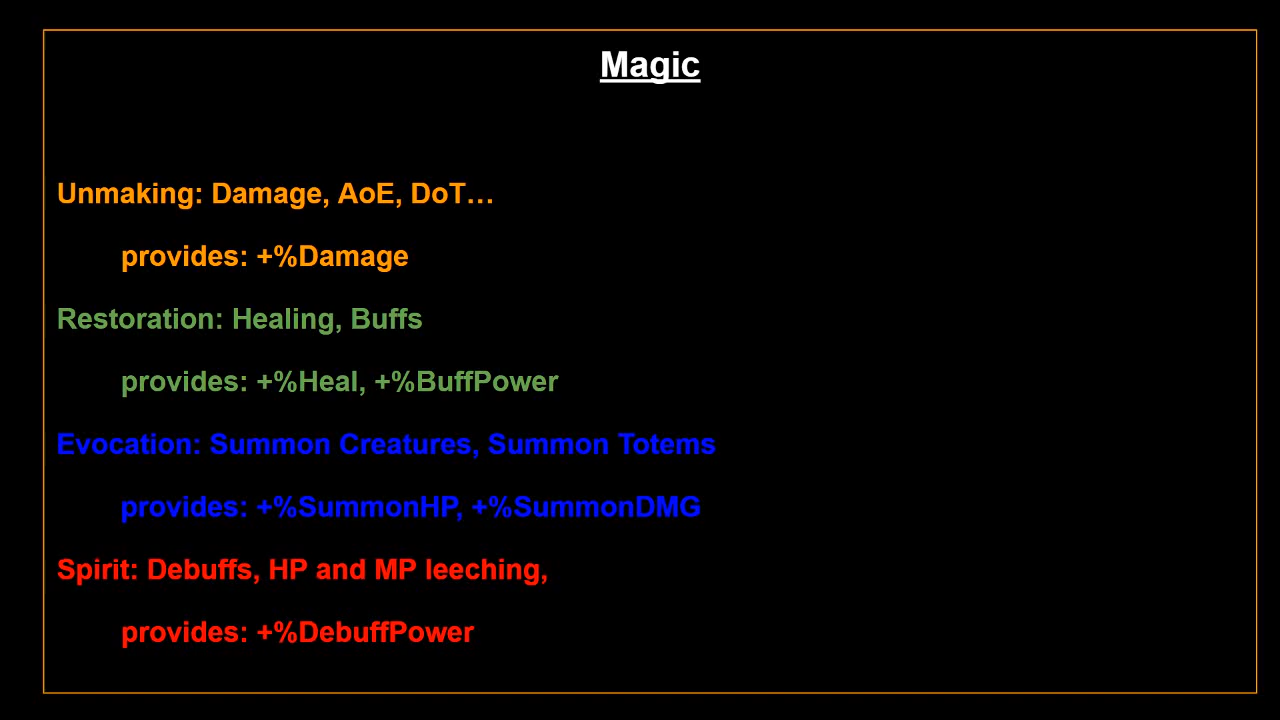 Magic
Unmaking: Damage, AoE, DoT…
provides: +%Damage
Restoration: Healing, Buffs
provides: +%Heal, +%BuffPower
Evocation: Summon Creatures, Summon Totems
provides: +%SummonHP, +%SummonDMG
Spirit: Debuffs, HP and MP leeching,
provides: +%DebuffPower